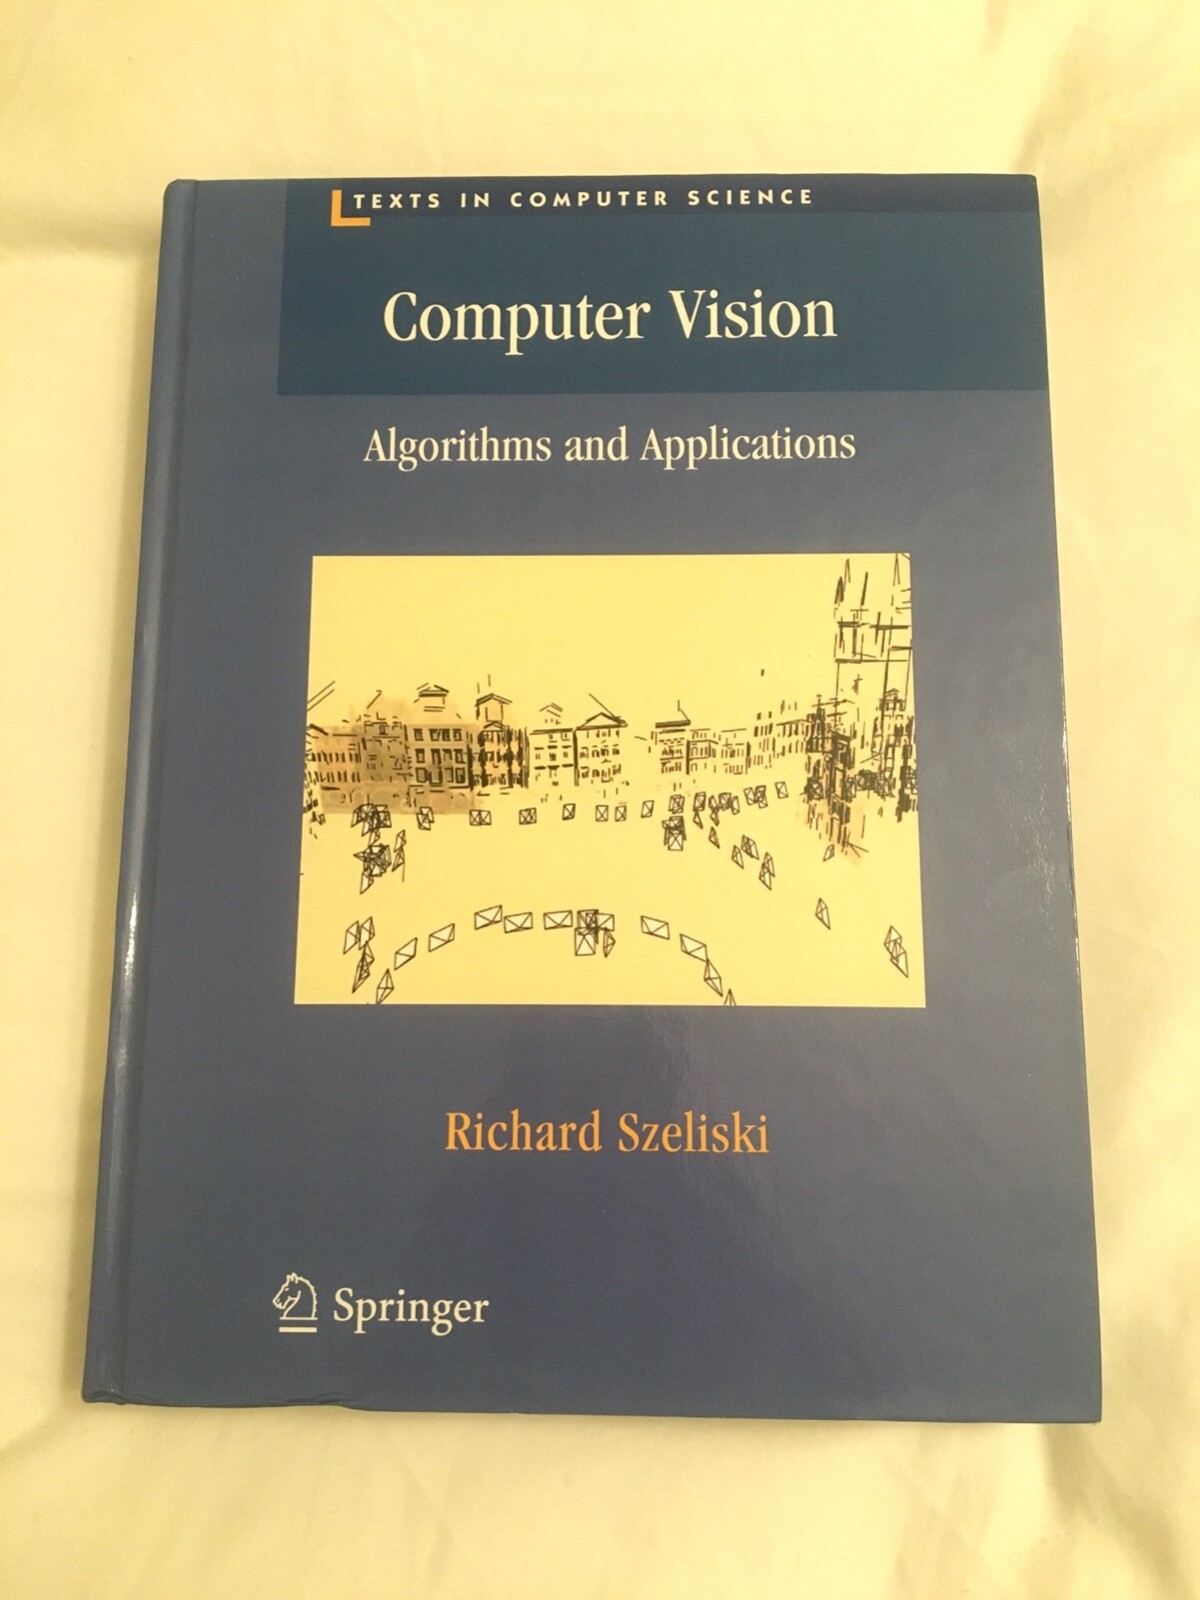 TEXTS IN COMPUTER SCIENCE
Computer Vision
Algorithms and Applications
Richard Szeliski
Springer